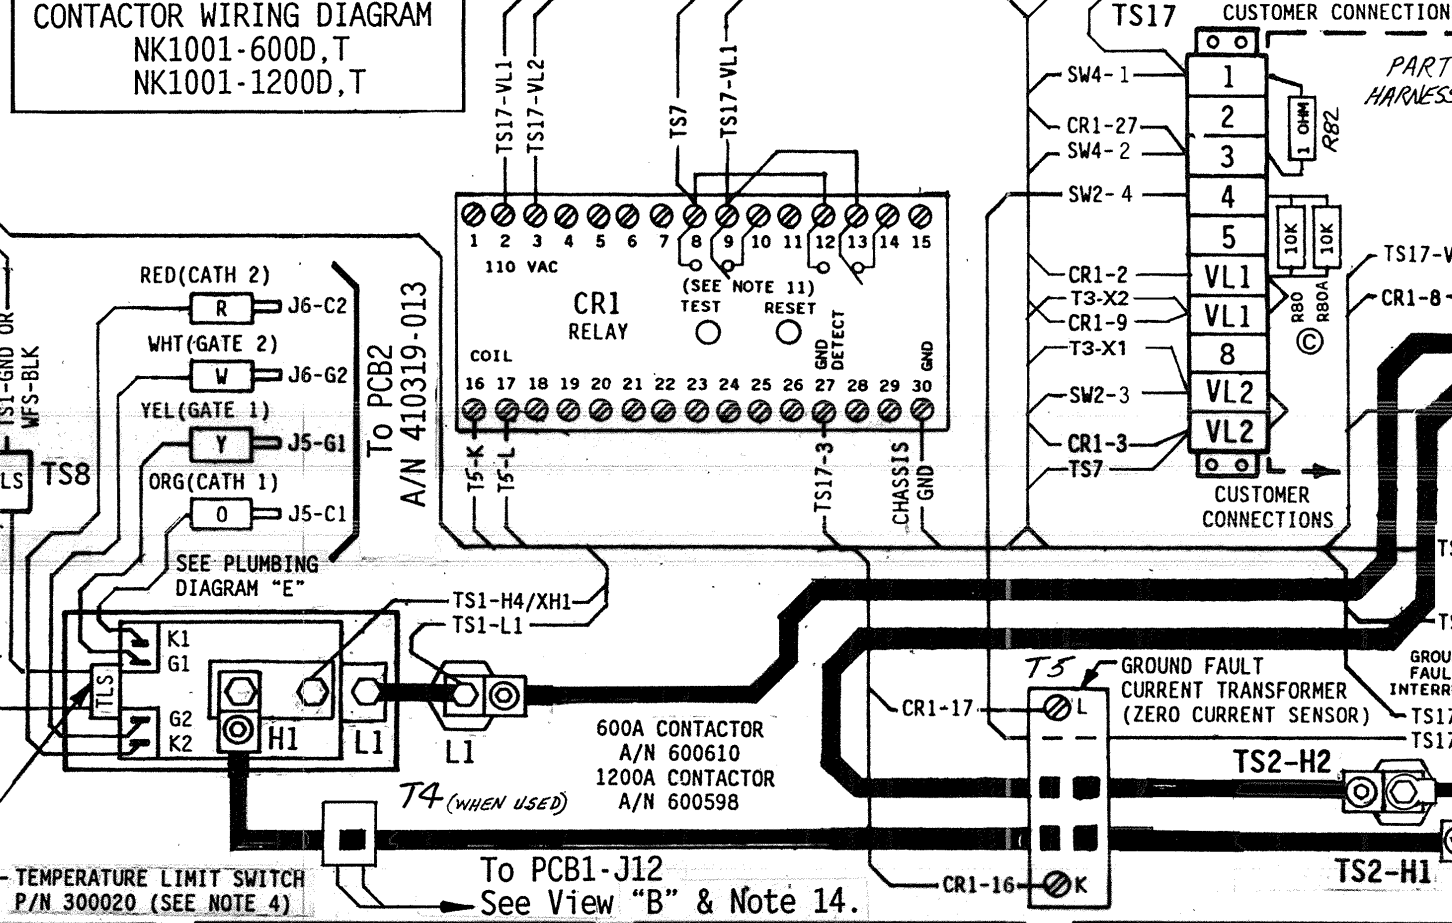 CONTACTOR WIRING DIAGRAM
NK1001-600D,T
NK1001-1200D,T
TS17-VL1
TS17-VL2
TS7
TS17-VL1
TS17
CUSTOMER CONNECTION
PART
HARNESS
SW4-1
CR1-27
SW4-2
SW2-4
CR1-2
T3-X2
CR1-9
T3-X1
SW2-3
CR1-3
TS7
1
2
3
4
5
VL1
VL1
8
VL2
VL2
1 OHM
R82
10K
10K
R80
R80A
©
CUSTOMER
CONNECTIONS
TS17-V
CR1-8
1 2 3 4 5 6 7 8 9 10 11 12 13 14 15
110 VAC
(SEE NOTE 11)
CR1
RELAY
TEST
RESET
GND
DETECT
GND
COIL
16 17 18 19 20 21 22 23 24 25 26 27 28 29 30
T5-K
T5-L
TS17-3
CHASSIS
GND
RED(CATH 2)
R
J6-C2
WHT(GATE 2)
W
J6-G2
YEL(GATE 1)
Y
J5-G1
ORG(CATH 1)
O
J5-C1
SEE PLUMBING
DIAGRAM "E"
To PCB2
A/N 410319-013
TS1-GND OR
WFS-BLK
LS
TS8
TS1-H4/XH1
TS1-L1
K1
G1
TLS
G2
K2
H1
L1
L1
600A CONTACTOR
A/N 600610
1200A CONTACTOR
A/N 600598
T4 (WHEN USED)
T5
GROUND FAULT
CURRENT TRANSFORMER
(ZERO CURRENT SENSOR)
CR1-17
L
CR1-16
K
GROU
FAUL
INTERR
TS17
TS17
TS2-H2
TS2-H1
TEMPERATURE LIMIT SWITCH
P/N 300020 (SEE NOTE 4)
To PCB1-J12
See View "B" & Note 14.